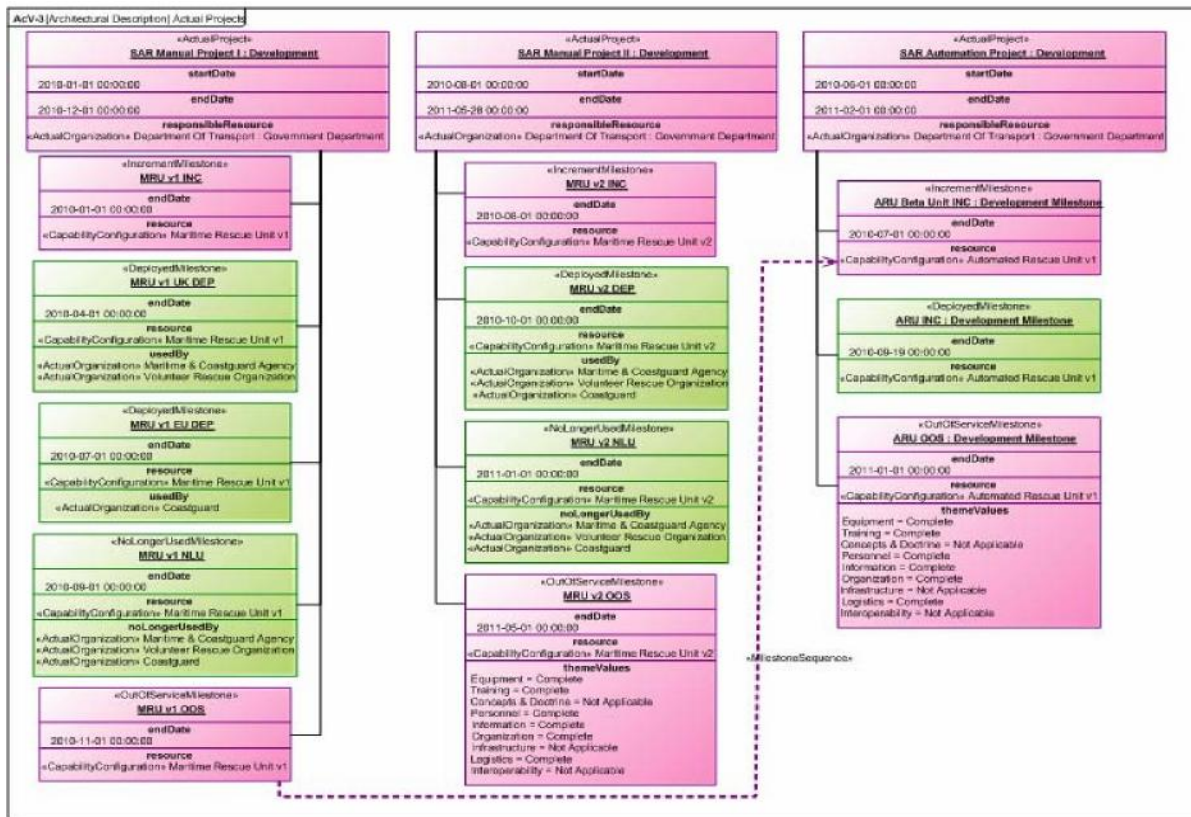 AcV-3 [Architectural Description] Actual Projects
«ActualProject»
SAR Manual Project I : Development
startDate
2010-01-01 00:00:00
endDate
2010-12-01 00:00:00
responsibleResource
«ActualOrganization» Department Of Transport : Government Department
«IncrementMilestone»
MRU v1 INC
endDate
2010-01-01 00:00:00
resource
«CapabilityConfiguration» Maritime Rescue Unit v1
«DeployedMilestone»
MRU v1 UK DEP
endDate
2010-04-01 00:00:00
resource
«CapabilityConfiguration» Maritime Rescue Unit v1
usedBy
«ActualOrganization» Maritime & Coastguard Agency
«ActualOrganization» Volunteer Rescue Organization
«DeployedMilestone»
MRU v1 EU DEP
endDate
2010-07-01 00:00:00
resource
«CapabilityConfiguration» Maritime Rescue Unit v1
usedBy
«ActualOrganization» Coastguard
«NoLongerUsedMilestone»
MRU v1 NLU
endDate
2010-09-01 00:00:00
resource
«CapabilityConfiguration» Maritime Rescue Unit v1
noLongerUsedBy
«ActualOrganization» Maritime & Coastguard Agency
«ActualOrganization» Volunteer Rescue Organization
«ActualOrganization» Coastguard
«OutOfServiceMilestone»
MRU v1 OOS
endDate
2010-11-01 00:00:00
resource
«CapabilityConfiguration» Maritime Rescue Unit v1
«ActualProject»
SAR Manual Project II : Development
startDate
2010-08-01 00:00:00
endDate
2011-05-28 00:00:00
responsibleResource
«ActualOrganization» Department Of Transport : Government Department
«IncrementMilestone»
MRU v2 INC
endDate
2010-08-01 00:00:00
resource
«CapabilityConfiguration» Maritime Rescue Unit v2
«DeployedMilestone»
MRU v2 DEP
endDate
2010-10-01 00:00:00
resource
«CapabilityConfiguration» Maritime Rescue Unit v2
usedBy
«ActualOrganization» Maritime & Coastguard Agency
«ActualOrganization» Volunteer Rescue Organization
«ActualOrganization» Coastguard
«NoLongerUsedMilestone»
MRU v2 NLU
endDate
2011-01-01 00:00:00
resource
«CapabilityConfiguration» Maritime Rescue Unit v2
noLongerUsedBy
«ActualOrganization» Maritime & Coastguard Agency
«ActualOrganization» Volunteer Rescue Organization
«ActualOrganization» Coastguard
«OutOfServiceMilestone»
MRU v2 OOS
endDate
2011-05-01 00:00:00
resource
«CapabilityConfiguration» Maritime Rescue Unit v2
themeValues
Equipment = Complete
Training = Complete
Concepts & Doctrine = Not Applicable
Personnel = Complete
Information = Complete
Organization = Complete
Infrastructure = Not Applicable
Logistics = Complete
Interoperability = Not Applicable
«ActualProject»
SAR Automation Project : Development
startDate
2010-06-01 00:00:00
endDate
2011-02-01 00:00:00
responsibleResource
«ActualOrganization» Department Of Transport : Government Department
«IncrementMilestone»
ARU Beta Unit INC : Development Milestone
endDate
2010-07-01 00:00:00
resource
«CapabilityConfiguration» Automated Rescue Unit v1
«DeployedMilestone»
ARU INC : Development Milestone
endDate
2010-09-19 00:00:00
resource
«CapabilityConfiguration» Automated Rescue Unit v1
«OutOfServiceMilestone»
ARU OOS : Development Milestone
endDate
2011-01-01 00:00:00
resource
«CapabilityConfiguration» Automated Rescue Unit v1
themeValues
Equipment = Complete
Training = Complete
Concepts & Doctrine = Not Applicable
Personnel = Complete
Information = Complete
Organization = Complete
Infrastructure = Not Applicable
Logistics = Complete
Interoperability = Not Applicable
«MilestoneSequence»